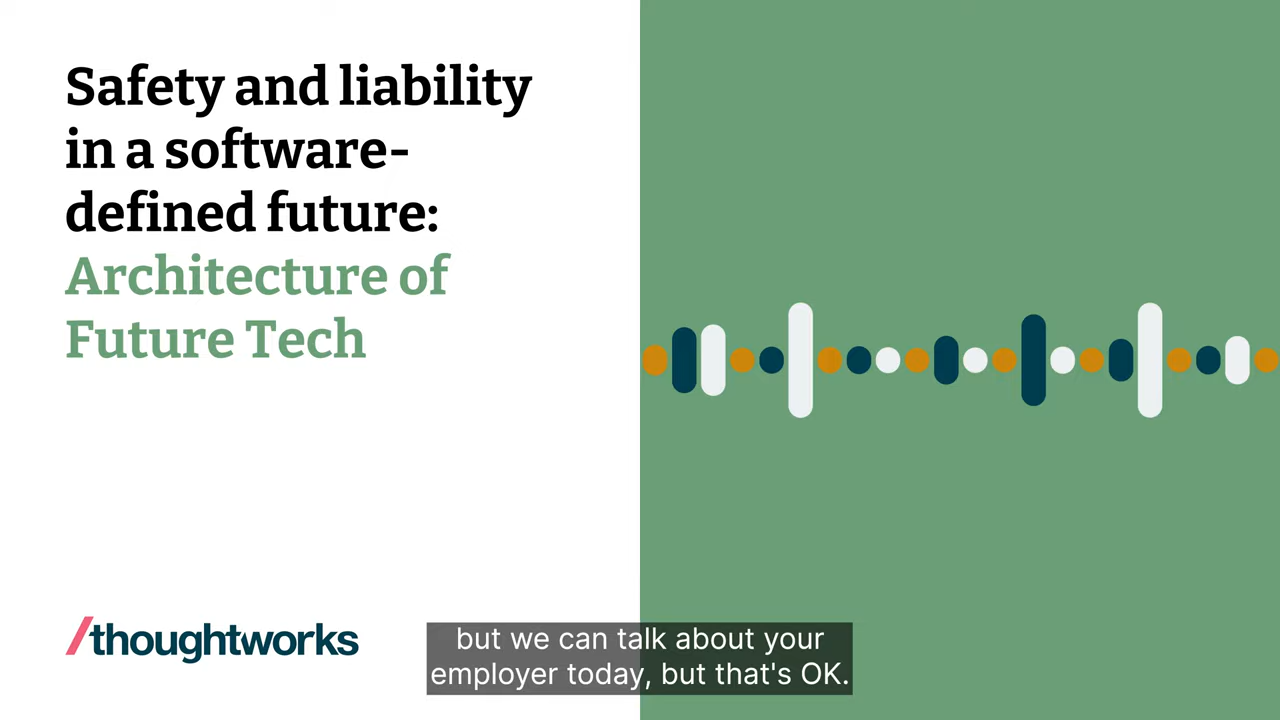 Safety and liability
in a software-
defined future:
Architecture of
Future Tech
/thoughtworks
but we can talk about your
employer today, but that's OK.